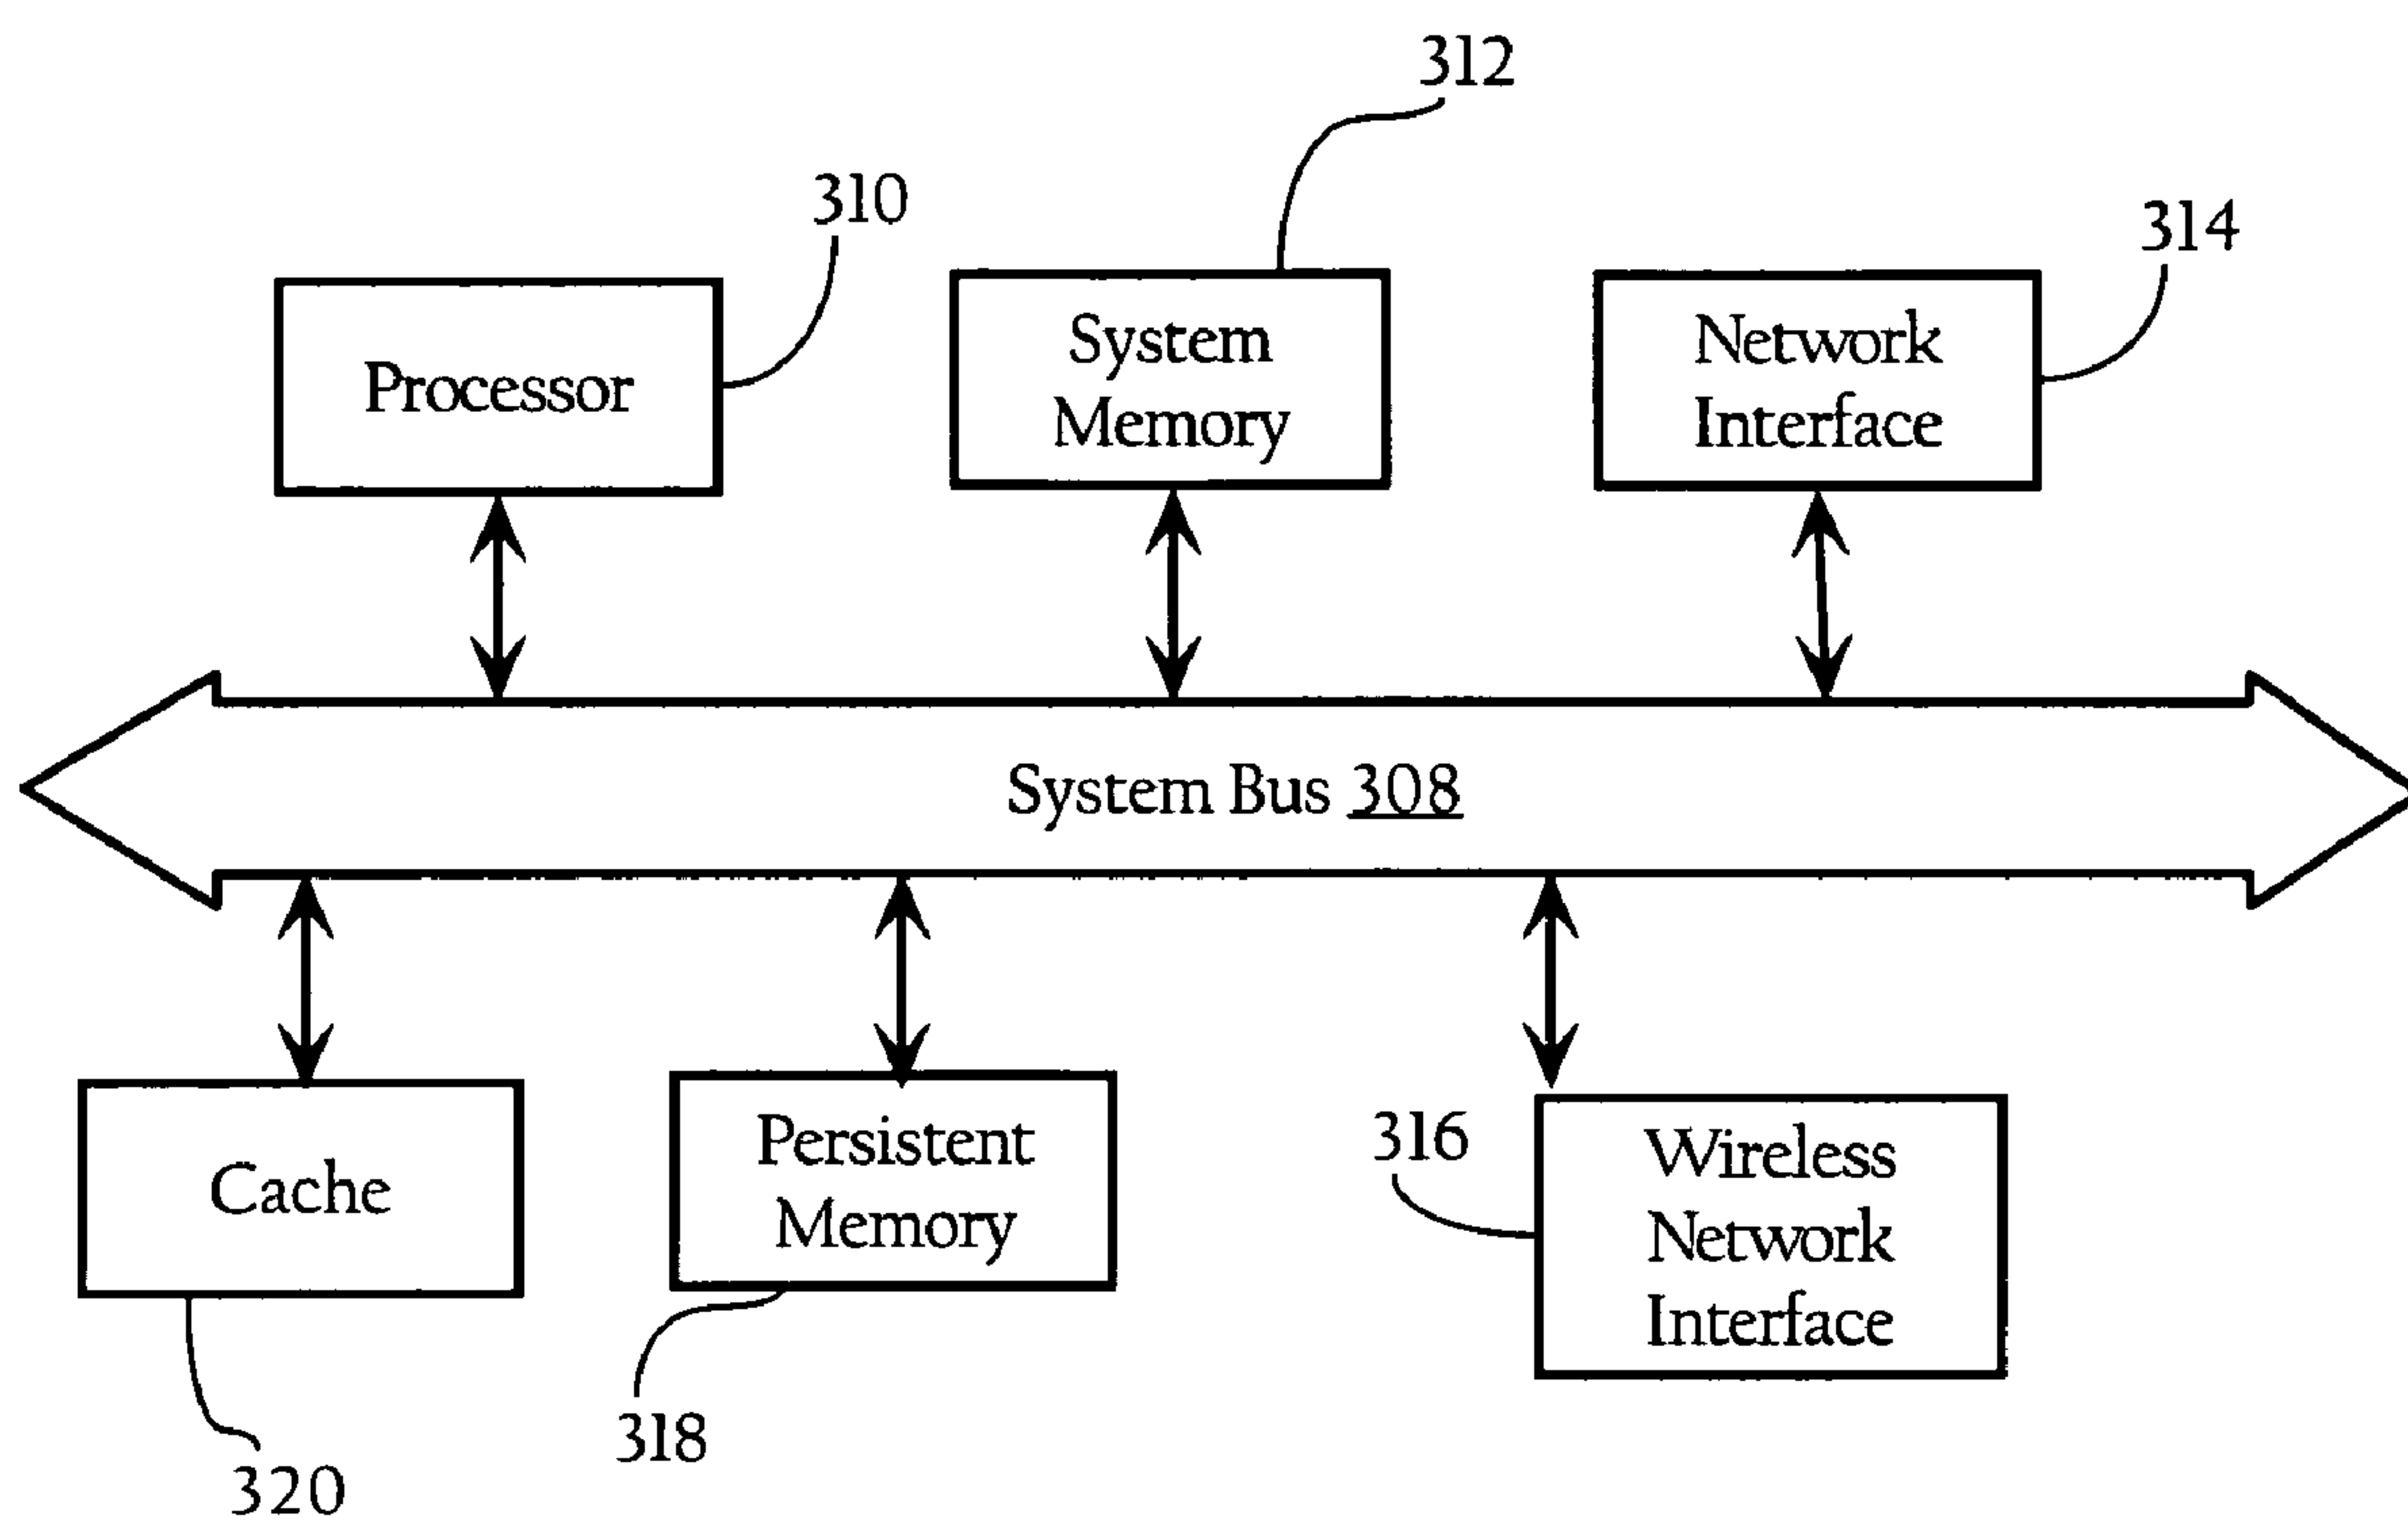 312
310
314
Processor
System
Memory
Network
Interface
System Bus 308
Cache
Persistent
Memory
316
Wireless
Network
Interface
318
320